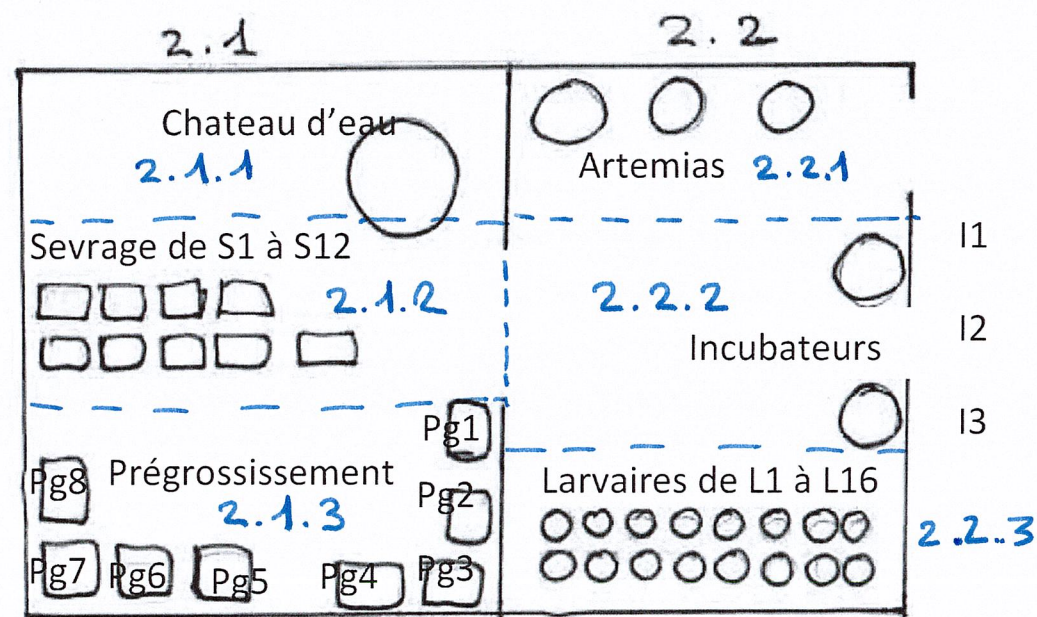 2.1
2.2
Chateau d'eau
2.1.1
Artemias 2.2.1
Sevrage de S1 à S12
2.1.2
2.2.2
I1
I2
Incubateurs
I3
Pg1
Prégrossissement
Pg8
2.1.3
Pg2
Larvaires de L1 à L16
2.2.3
Pg7 Pg6 Pg5 Pg4 Pg3